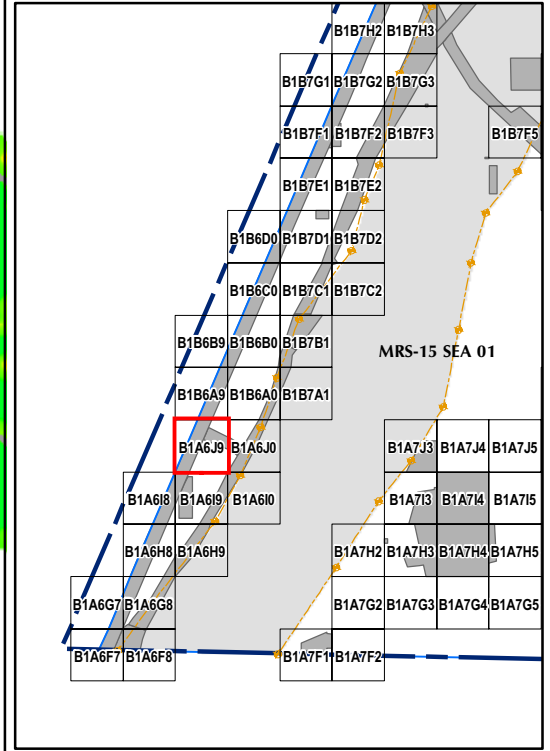 B1B7H2 B1B7H3
B1B7G1 B1B7G2 B1B7G3
B1B7F1 B1B7F2 B1B7F3 B1B7F5
B1B7E1 B1B7E2
B1B6D0 B1B7D1 B1B7D2
B1B6C0 B1B7C1 B1B7C2
B1B6B9 B1B6B0 B1B7B1
MRS-15 SEA 01
B1B6A9 B1B6A0 B1B7A1
B1A6J9 B1A6J0 B1A7J3 B1A7J4 B1A7J5
B1A6I8 B1A6I9 B1A6I0 B1A7I3 B1A7I4 B1A7I5
B1A6H8 B1A6H9 B1A7H2 B1A7H3 B1A7H4 B1A7H5
B1A6G7 B1A6G8 B1A7G2 B1A7G3 B1A7G4 B1A7G5
B1A6F7 B1A6F8 B1A7F1 B1A7F2